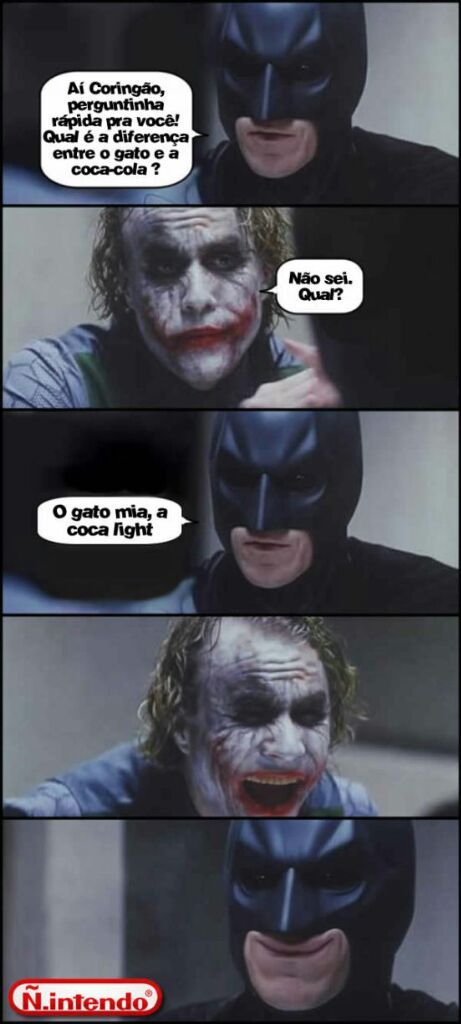 Aí Coringão,
perguntinha
rápida pra você!
Qual é a diferença
entre o gato e a
coca-cola ?
Não sei.
Qual?
O gato mia, a
coca light
Ñ.intendo®